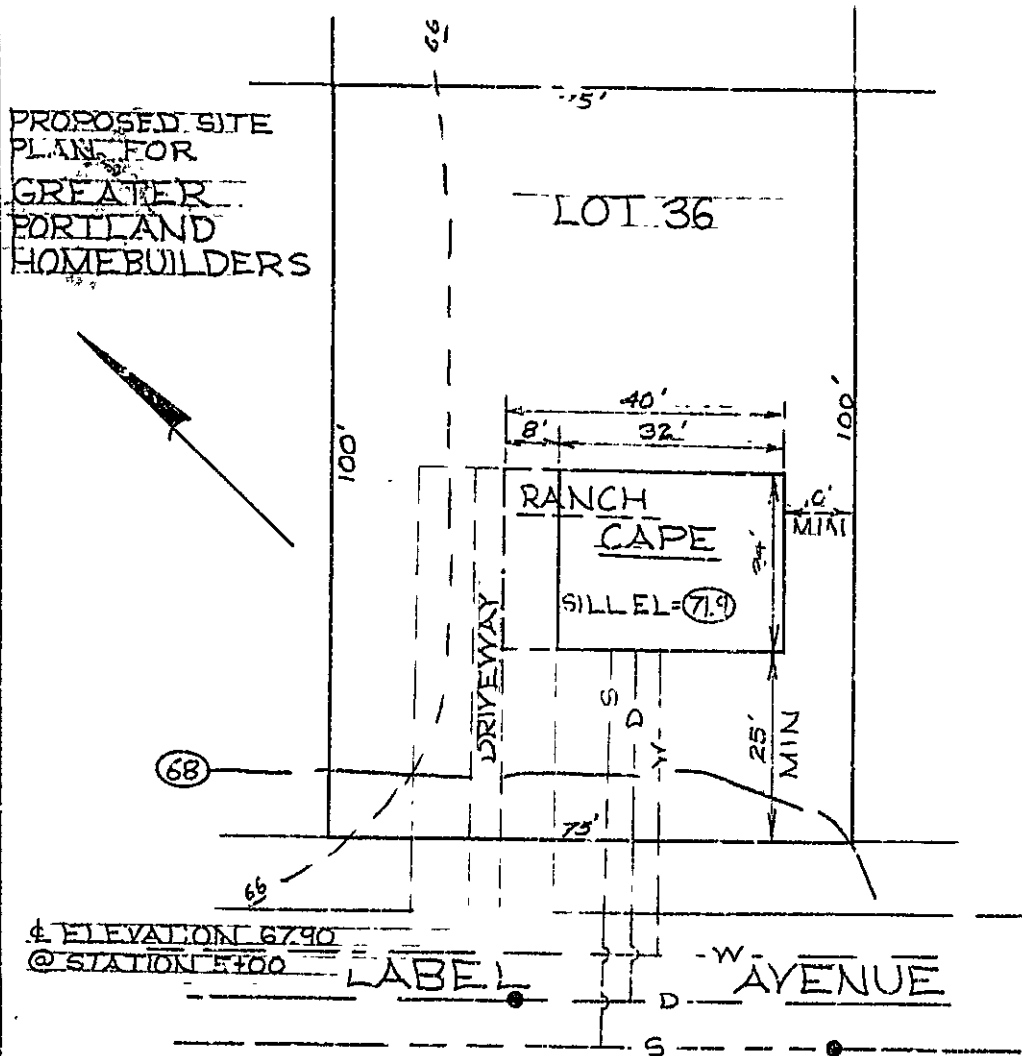 66
PROPOSED SITE
PLAN FOR
GREATER
PORTLAND
HOMEBUILDERS
LOT 36
100'
100'
40'
8'
32'
RANCH
CAPE
MIN
24'
SILL EL=71.9
DRIVEWAY
S
D
W
25'
MIN
68
75'
66
℄ ELEVATION 67.90
@ STATION 5+00
LABEL AVENUE
W
D
S